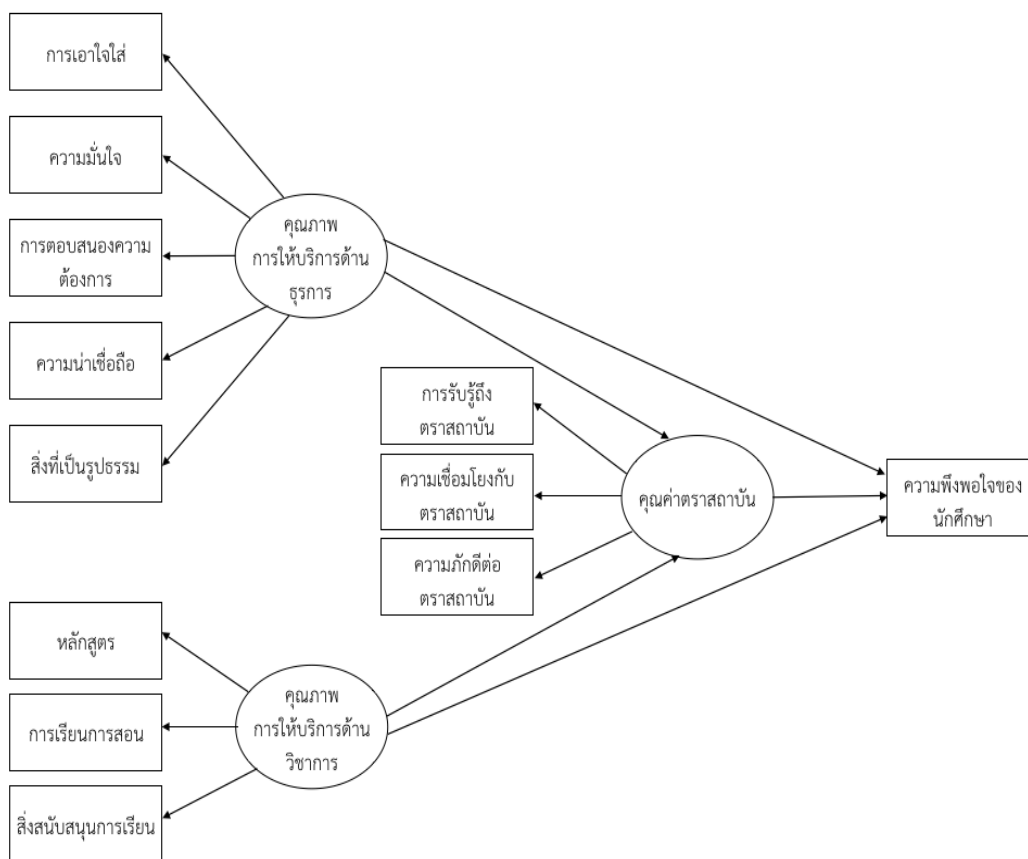 การเอาใจใส่
ความมั่นใจ
การตอบสนองความ
ต้องการ
ความน่าเชื่อถือ
สิ่งที่เป็นรูปธรรม
คุณภาพ
การให้บริการด้าน
ธุรการ
การรับรู้ถึง
ตราสถาบัน
ความเชื่อมโยงกับ
ตราสถาบัน
ความภักดีต่อ
ตราสถาบัน
คุณค่าตราสถาบัน
ความพึงพอใจของ
นักศึกษา
หลักสูตร
การเรียนการสอน
สิ่งสนับสนุนการเรียน
คุณภาพ
การให้บริการด้าน
วิชาการ